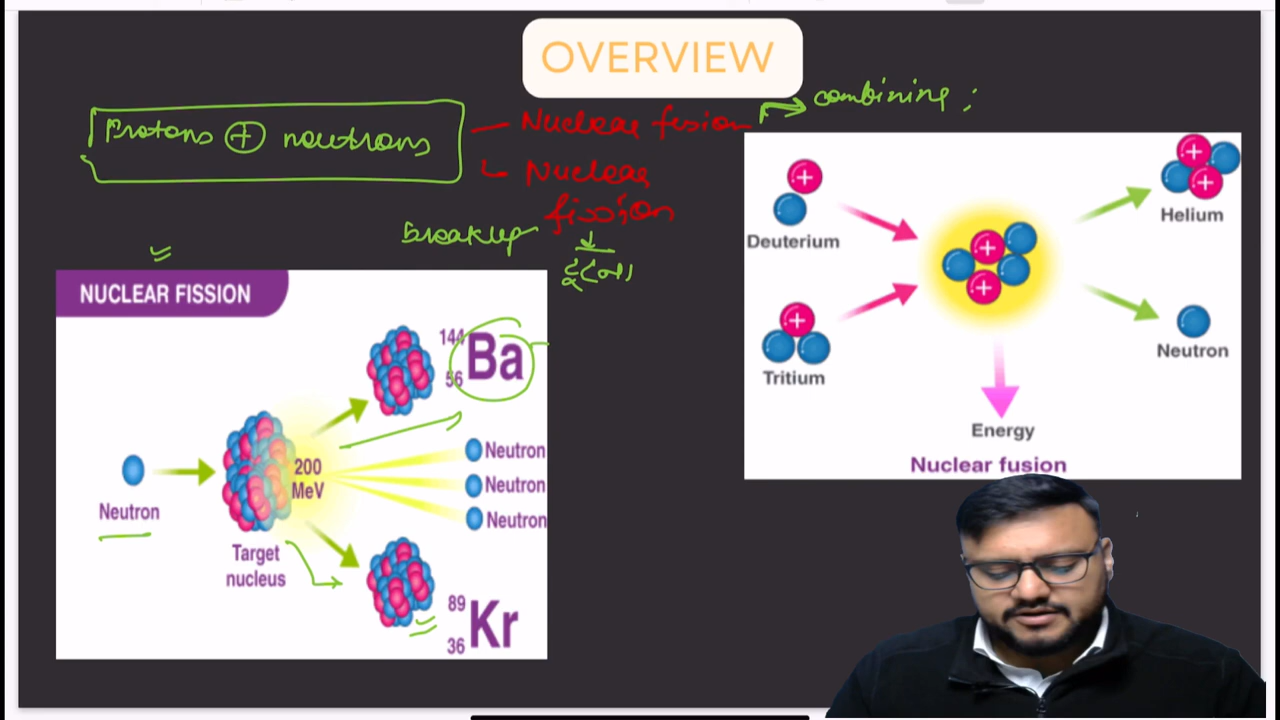 OVERVIEW
combining ;
Protons + neutrons
Nuclear fusion
Nuclear
fission
Breakup
NUCLEAR FISSION
144
56
Ba
Neutron
200
MeV
Neutron
Neutron
Neutron
Target
nucleus
89
36
Kr
Deuterium
Tritium
Helium
Neutron
Energy
Nuclear fusion